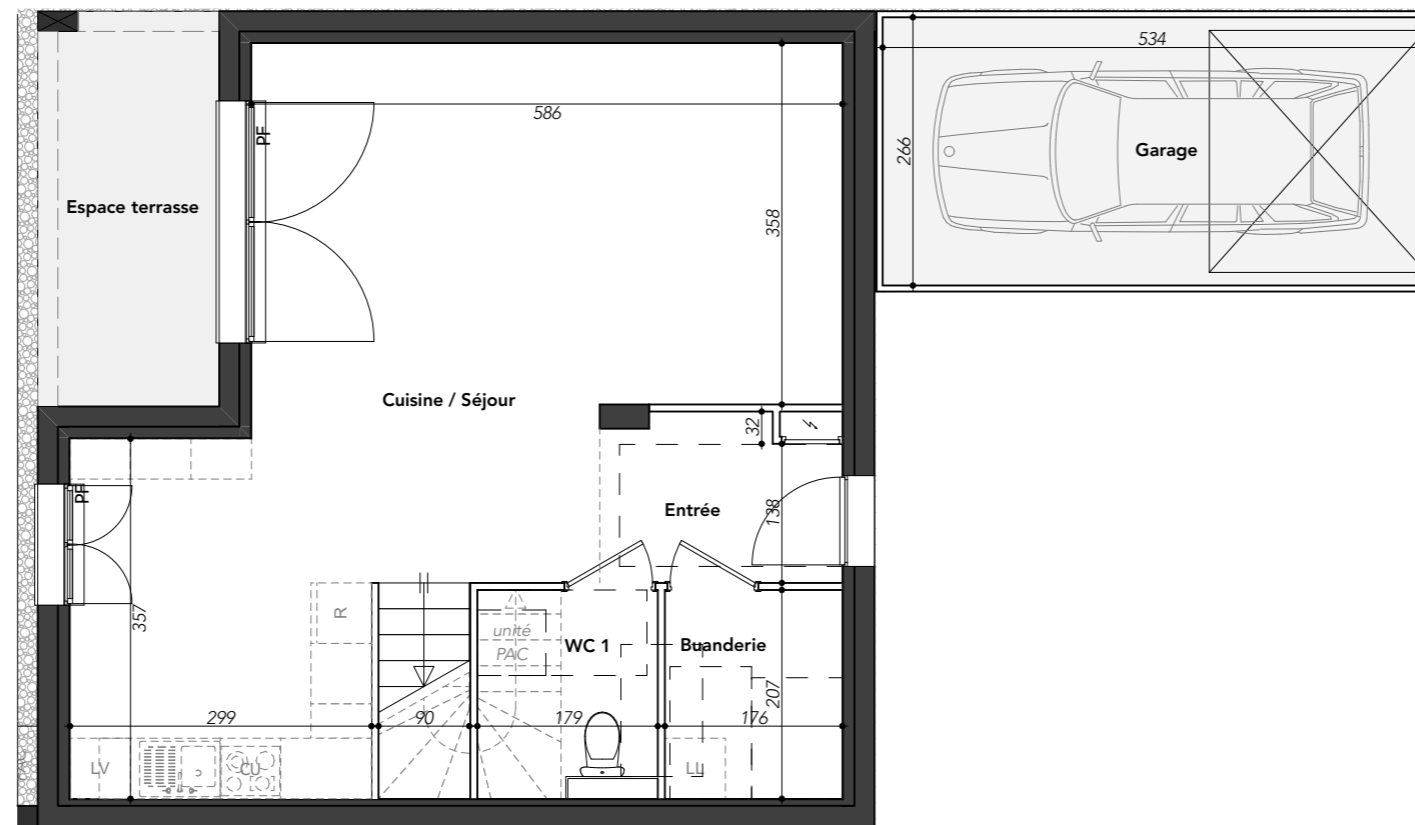 534
586
PF
266
Garage
Espace terrasse
358
Cuisine / Séjour
32
PF
138
Entrée
357
R
unité
PAC
WC 1
Buanderie
207
299
90
179
176
LV
CU
LL